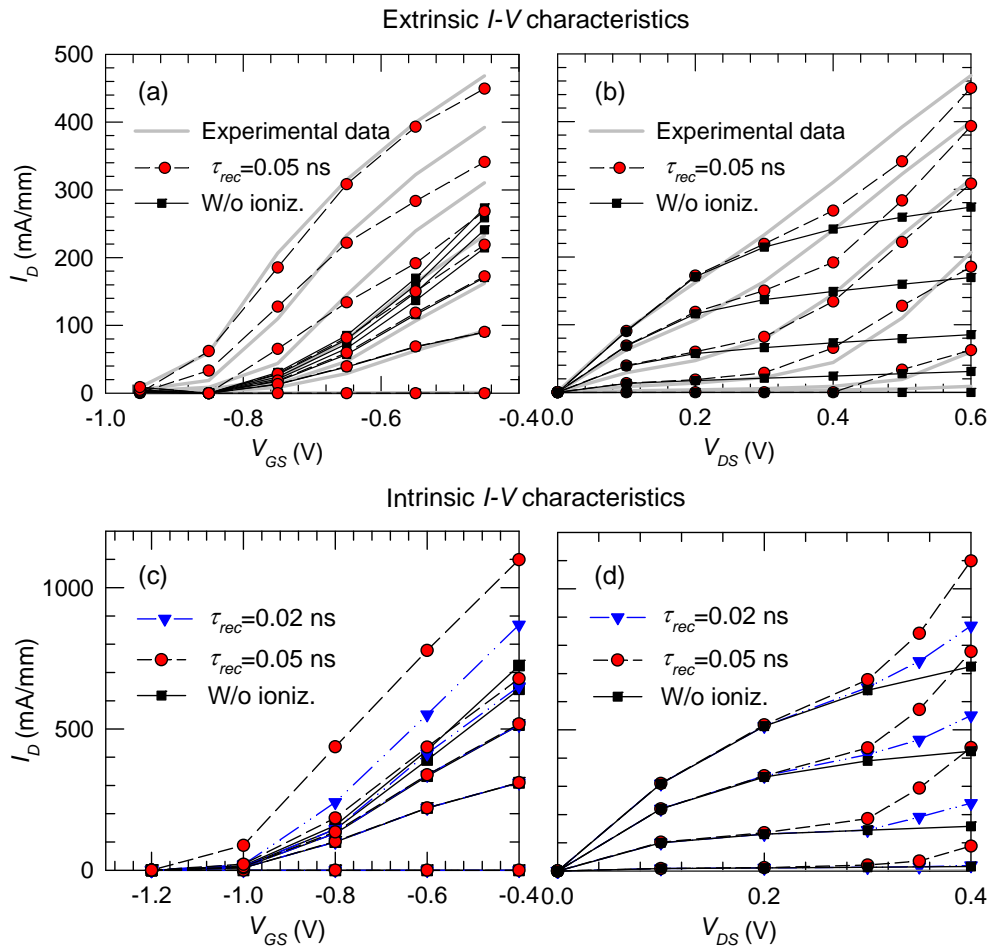 Extrinsic I-V characteristics
(a)
Experimental data
τrec=0.05 ns
W/o ioniz.
500
400
300
200
100
0
-1.0
-0.8
-0.6
-0.4
ID (mA/mm)
VGS (V)
(b)
Experimental data
τrec=0.05 ns
W/o ioniz.
0.0
0.2
0.4
0.6
VDS (V)
Intrinsic I-V characteristics
(c)
τrec=0.02 ns
τrec=0.05 ns
W/o ioniz.
1000
500
0
-1.2
-1.0
-0.8
-0.6
-0.4
ID (mA/mm)
VGS (V)
(d)
τrec=0.02 ns
τrec=0.05 ns
W/o ioniz.
0.0
0.2
0.4
VDS (V)